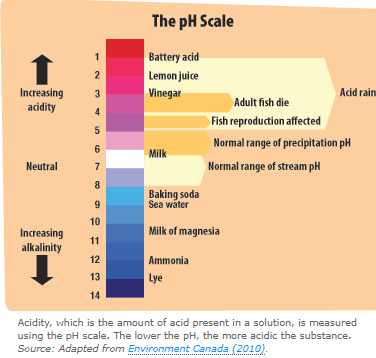 The pH Scale
1
Battery acid
2
Lemon juice
Increasing
acidity
3
Vinegar
Acid rain
Adult fish die
4
Fish reproduction affected
5
Normal range of precipitation pH
6
Milk
Neutral
7
Normal range of stream pH
8
Baking soda
9
Sea water
10
Increasing
alkalinity
Milk of magnesia
11
12
Ammonia
13
Lye
14
Acidity, which is the amount of acid present in a solution, is measured
using the pH scale. The lower the pH, the more acidic the substance.
Source: Adapted from Environment Canada (2010).